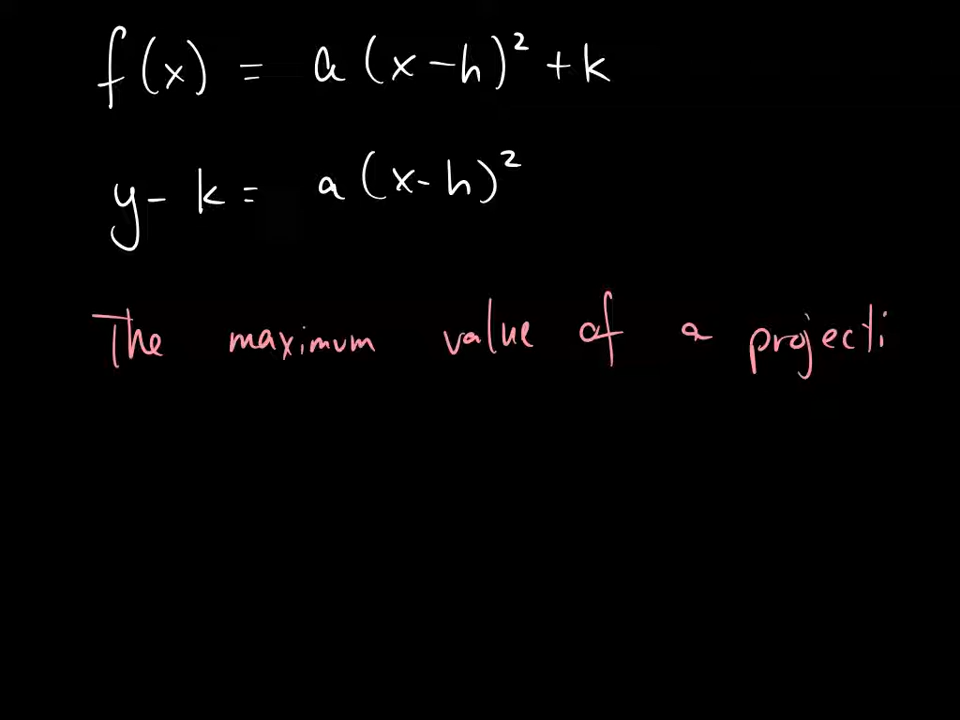 f(x) = a(x-h)² + k
y - k = a(x-h)²
The maximum value of a projecti